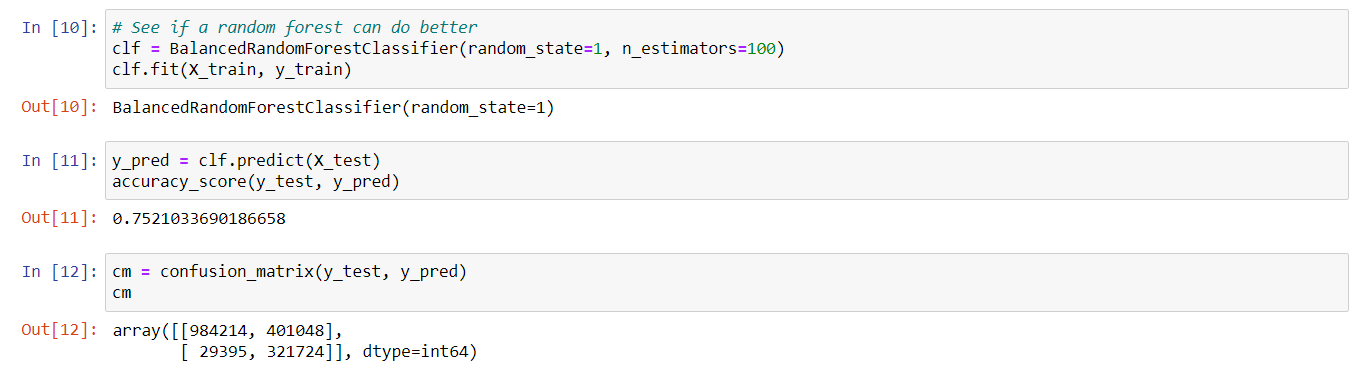 In [10]: # See if a random forest can do better
clf = BalancedRandomForestClassifier(random_state=1, n_estimators=100)
clf.fit(X_train, y_train)
Out[10]: BalancedRandomForestClassifier(random_state=1)
In [11]: y_pred = clf.predict(X_test)
accuracy_score(y_test, y_pred)
Out[11]: 0.7521033690186658
In [12]: cm = confusion_matrix(y_test, y_pred)
cm
Out[12]: array([[984214, 401048],
[ 29395, 321724]], dtype=int64)